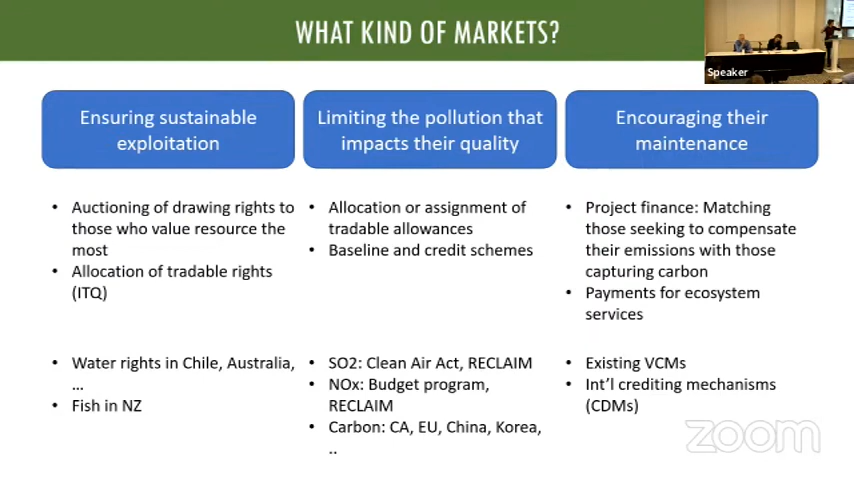 WHAT KIND OF MARKETS?
Speaker
Ensuring sustainable
exploitation
Limiting the pollution that
impacts their quality
Encouraging their
maintenance
• Auctioning of drawing rights to
those who value resource the
most
• Allocation of tradable rights
(ITQ)
• Allocation or assignment of
tradable allowances
• Baseline and credit schemes
• Project finance: Matching
those seeking to compensate
their emissions with those
capturing carbon
• Payments for ecosystem
services
• Water rights in Chile, Australia,
...
• Fish in NZ
• SO2: Clean Air Act, RECLAIM
• NOx: Budget program,
RECLAIM
• Carbon: CA, EU, China, Korea,
..
• Existing VCMs
• Int'l crediting mechanisms
(CDMs)
zoom